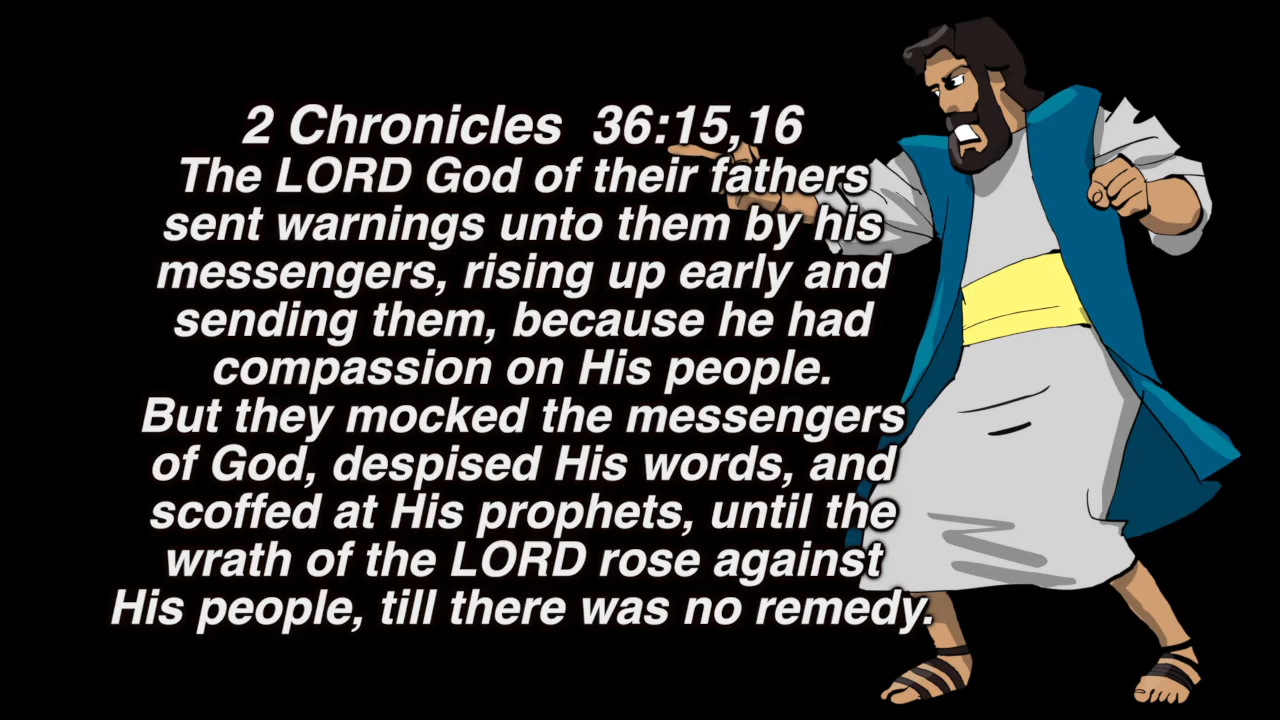 2 Chronicles 36:15,16
The LORD God of their fathers
sent warnings unto them by his
messengers, rising up early and
sending them, because he had
compassion on His people.
But they mocked the messengers
of God, despised His words, and
scoffed at His prophets, until the
wrath of the LORD rose against
His people, till there was no remedy.